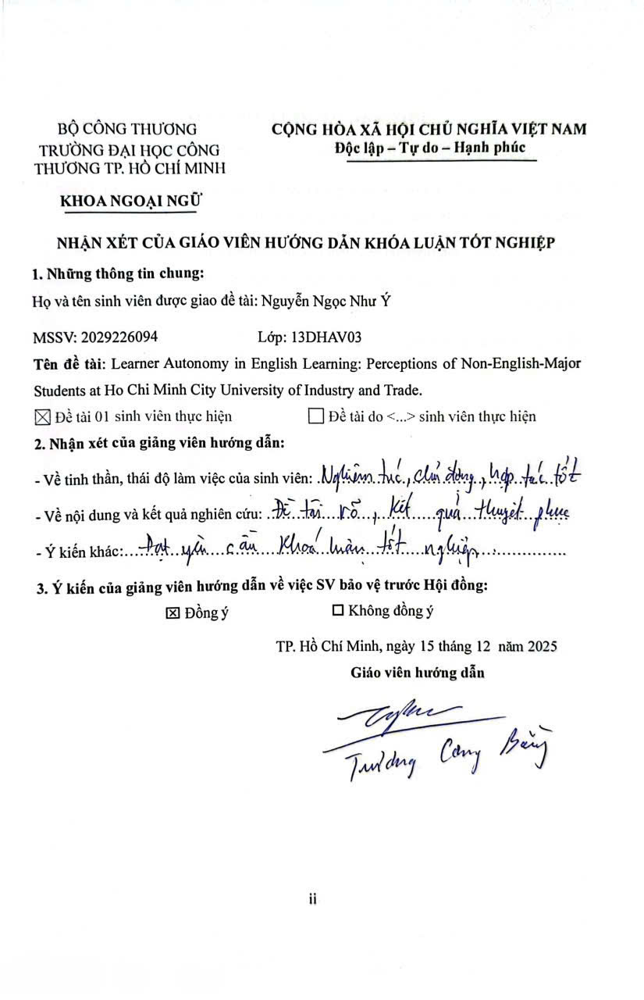 BỘ CÔNG THƯƠNG
TRƯỜNG ĐẠI HỌC CÔNG
THƯƠNG TP. HỒ CHÍ MINH
KHOA NGOẠI NGỮ
CỘNG HÒA XÃ HỘI CHỦ NGHĨA VIỆT NAM
Độc lập – Tự do – Hạnh phúc
NHẬN XÉT CỦA GIÁO VIÊN HƯỚNG DẪN KHÓA LUẬN TỐT NGHIỆP
1. Những thông tin chung:
Họ và tên sinh viên được giao đề tài: Nguyễn Ngọc Như Ý
MSSV: 2029226094 Lớp: 13DHAV03
Tên đề tài: Learner Autonomy in English Learning: Perceptions of Non-English-Major
Students at Ho Chi Minh City University of Industry and Trade.
☒ Đề tài 01 sinh viên thực hiện ☐ Đề tài do <...> sinh viên thực hiện
2. Nhận xét của giảng viên hướng dẫn:
- Về tinh thần, thái độ làm việc của sinh viên: Nghiêm túc, chủ động, hợp tác tốt
- Về nội dung và kết quả nghiên cứu: Đề tài rõ, kết quả thuyết phục
- Ý kiến khác: Đạt yêu cầu khoá luận tốt nghiệp
3. Ý kiến của giảng viên hướng dẫn về việc SV bảo vệ trước Hội đồng:
☒ Đồng ý ☐ Không đồng ý
TP. Hồ Chí Minh, ngày 15 tháng 12 năm 2025
Giáo viên hướng dẫn
Trương Công Bằng
ii